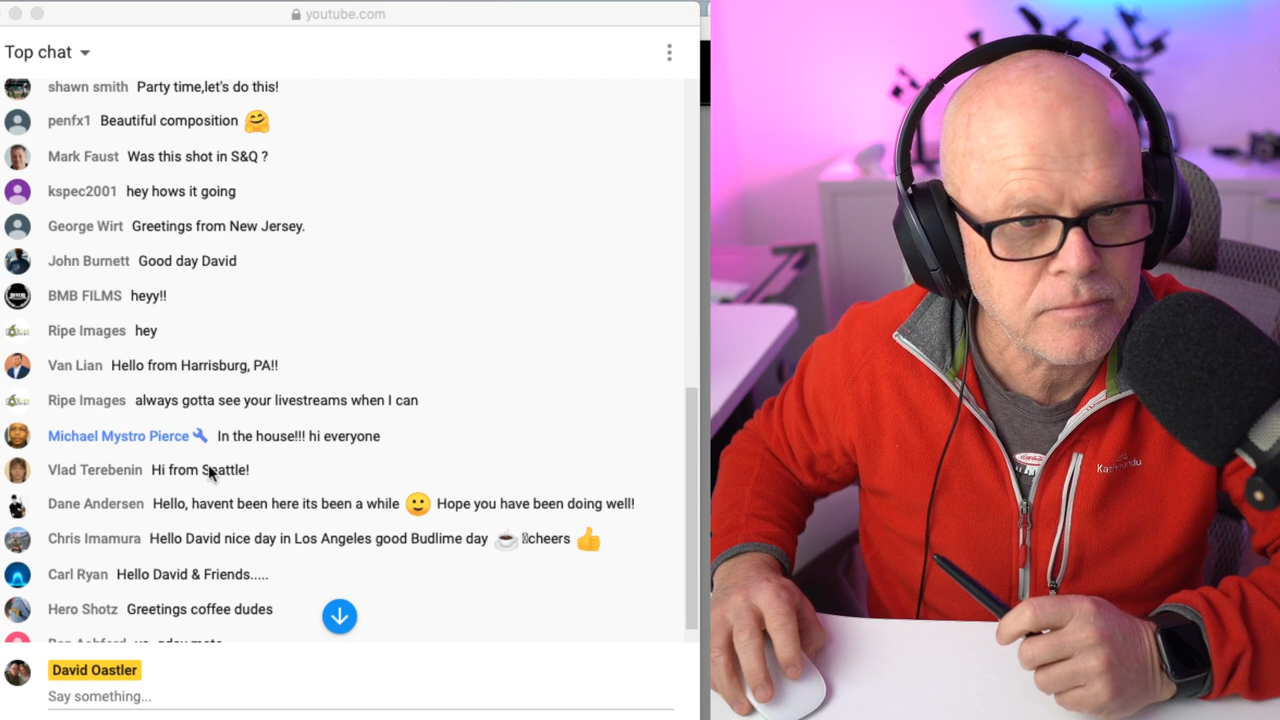 youtube.com
Top chat
shawn smith Party time,let's do this!
penfx1 Beautiful composition 🤗
Mark Faust Was this shot in S&Q ?
kspec2001 hey hows it going
George Wirt Greetings from New Jersey.
John Burnett Good day David
BMB FILMS heyy!!
Ripe Images hey
Van Lian Hello from Harrisburg, PA!!
Ripe Images always gotta see your livestreams when I can
Michael Mystro Pierce In the house!!! hi everyone
Vlad Terebenin Hi from Seattle!
Dane Andersen Hello, havent been here its been a while 🙂 Hope you have been doing well!
Chris Imamura Hello David nice day in Los Angeles good Budlime day ☕ cheers 👍
Carl Ryan Hello David & Friends.....
Hero Shotz Greetings coffee dudes
David Oastler
Say something...
Kathmandu